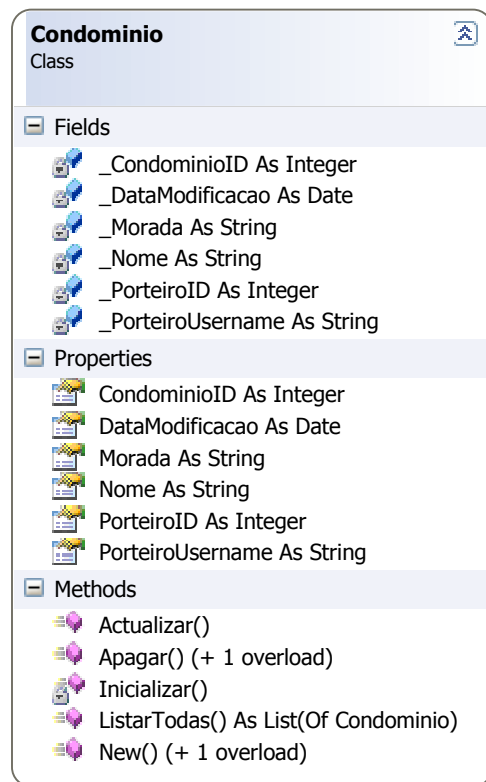 Condominio
Class
Fields
_CondominioID As Integer
_DataModificacao As Date
_Morada As String
_Nome As String
_PorteiroID As Integer
_PorteiroUsername As String
Properties
CondominioID As Integer
DataModificacao As Date
Morada As String
Nome As String
PorteiroID As Integer
PorteiroUsername As String
Methods
Actualizar()
Apagar() (+ 1 overload)
Inicializar()
ListarTodas() As List(Of Condominio)
New() (+ 1 overload)